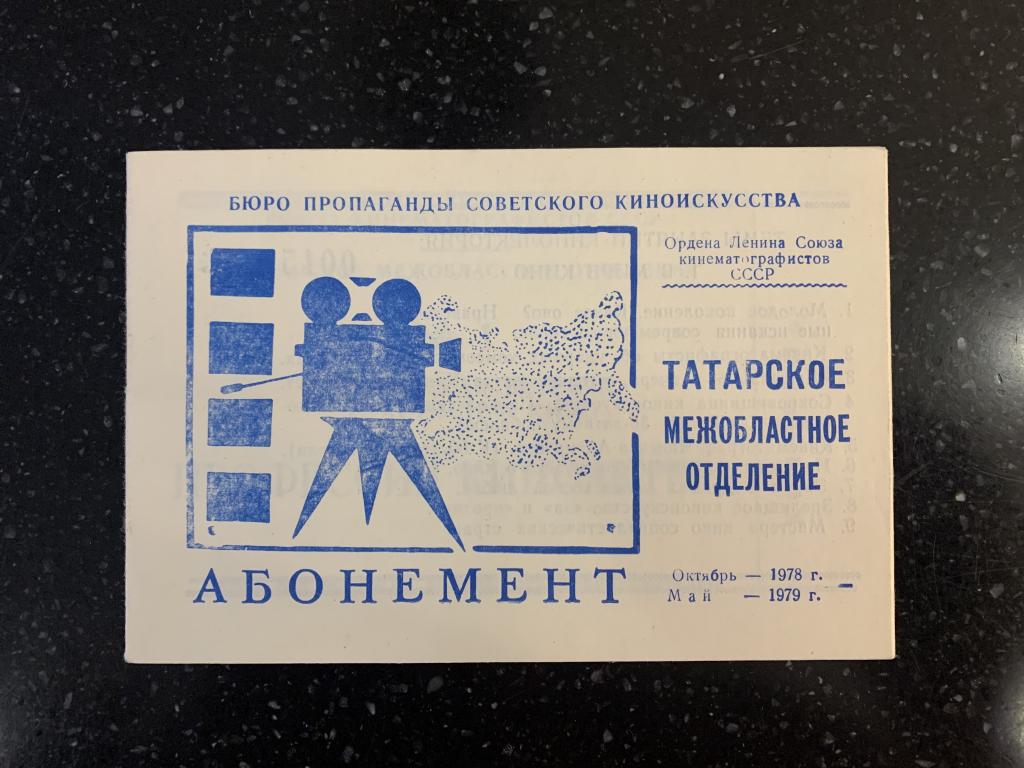 БЮРО ПРОПАГАНДЫ СОВЕТСКОГО КИНОИСКУССТВА
Ордена Ленина Союза
кинематографистов
СССР
ТАТАРСКОЕ
МЕЖОБЛАСТНОЕ
ОТДЕЛЕНИЕ
АБОНЕМЕНТ
Октябрь — 1978 г.
Май — 1979 г.